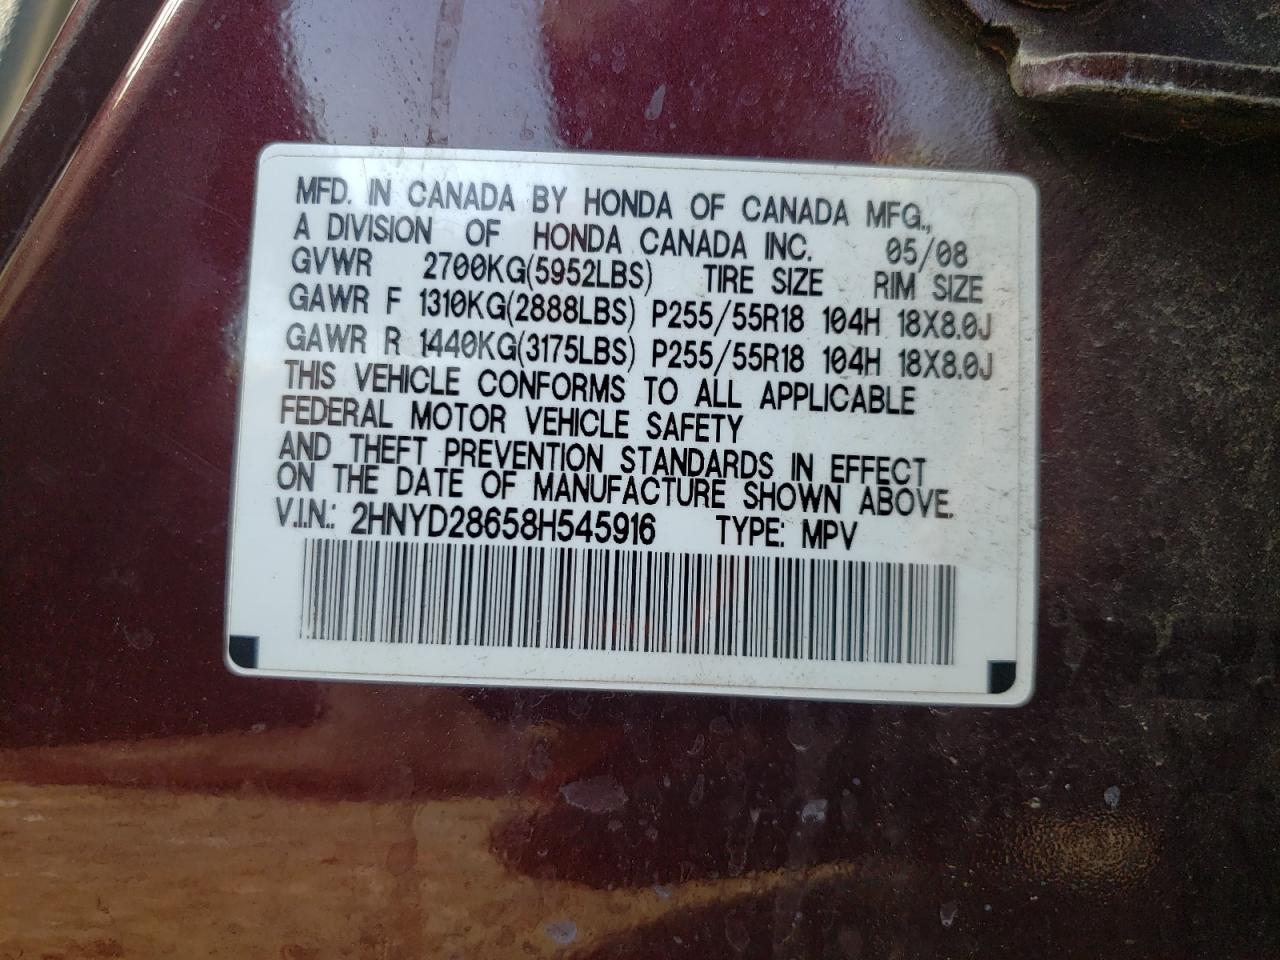 MFD. IN CANADA BY HONDA OF CANADA MFG.,
A DIVISION OF HONDA CANADA INC. 05/08
GVWR 2700KG(5952LBS) TIRE SIZE RIM SIZE
GAWR F 1310KG(2888LBS) P255/55R18 104H 18X8.0J
GAWR R 1440KG(3175LBS) P255/55R18 104H 18X8.0J
THIS VEHICLE CONFORMS TO ALL APPLICABLE
FEDERAL MOTOR VEHICLE SAFETY
AND THEFT PREVENTION STANDARDS IN EFFECT
ON THE DATE OF MANUFACTURE SHOWN ABOVE.
V.I.N.: 2HNYD28658H545916 TYPE: MPV